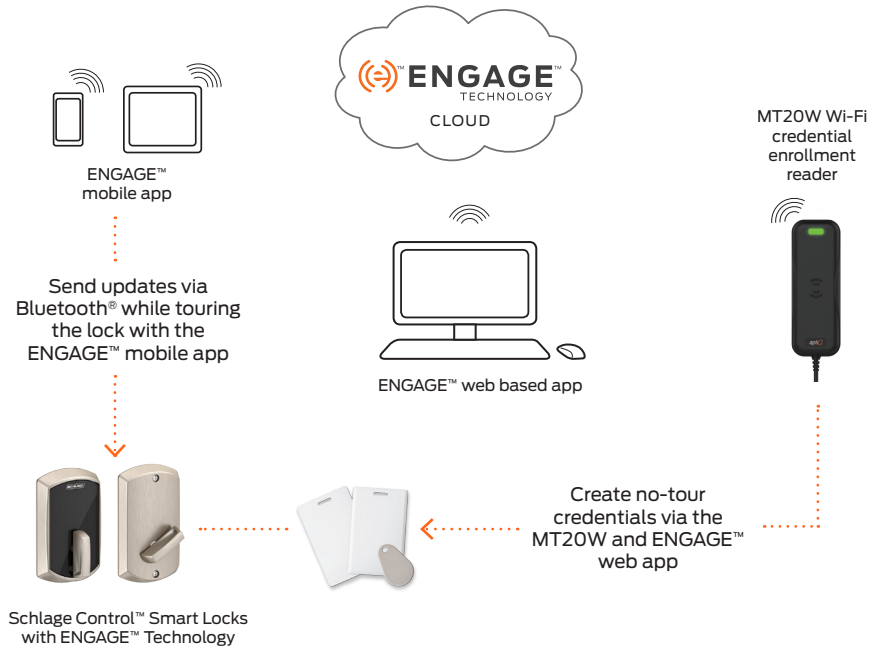 ENGAGE™
TECHNOLOGY
CLOUD
ENGAGE™
mobile app
MT20W Wi-Fi
credential
enrollment
reader
Send updates via
Bluetooth® while touring
the lock with the
ENGAGE™ mobile app
ENGAGE™ web based app
aptiQ
SCHLAGE
Create no-tour
credentials via the
MT20W and ENGAGE™
web app
Schlage Control™ Smart Locks
with ENGAGE™ Technology